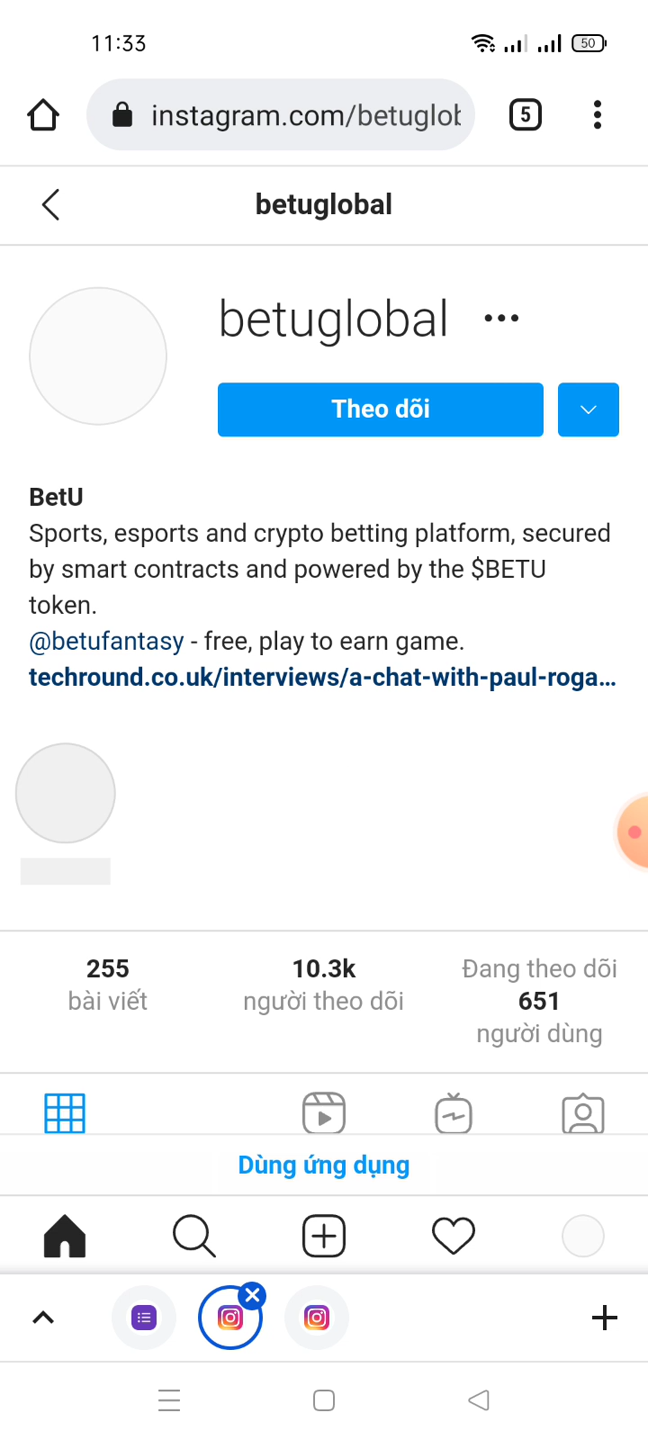 11:33
50
instagram.com/betuglob
5
betuglobal
betuglobal
Theo dõi
BetU
Sports, esports and crypto betting platform, secured
by smart contracts and powered by the $BETU
token.
@betufantasy - free, play to earn game.
techround.co.uk/interviews/a-chat-with-paul-roga...
255
bài viết
10.3k
người theo dõi
Đang theo dõi
651
người dùng
Dùng ứng dụng